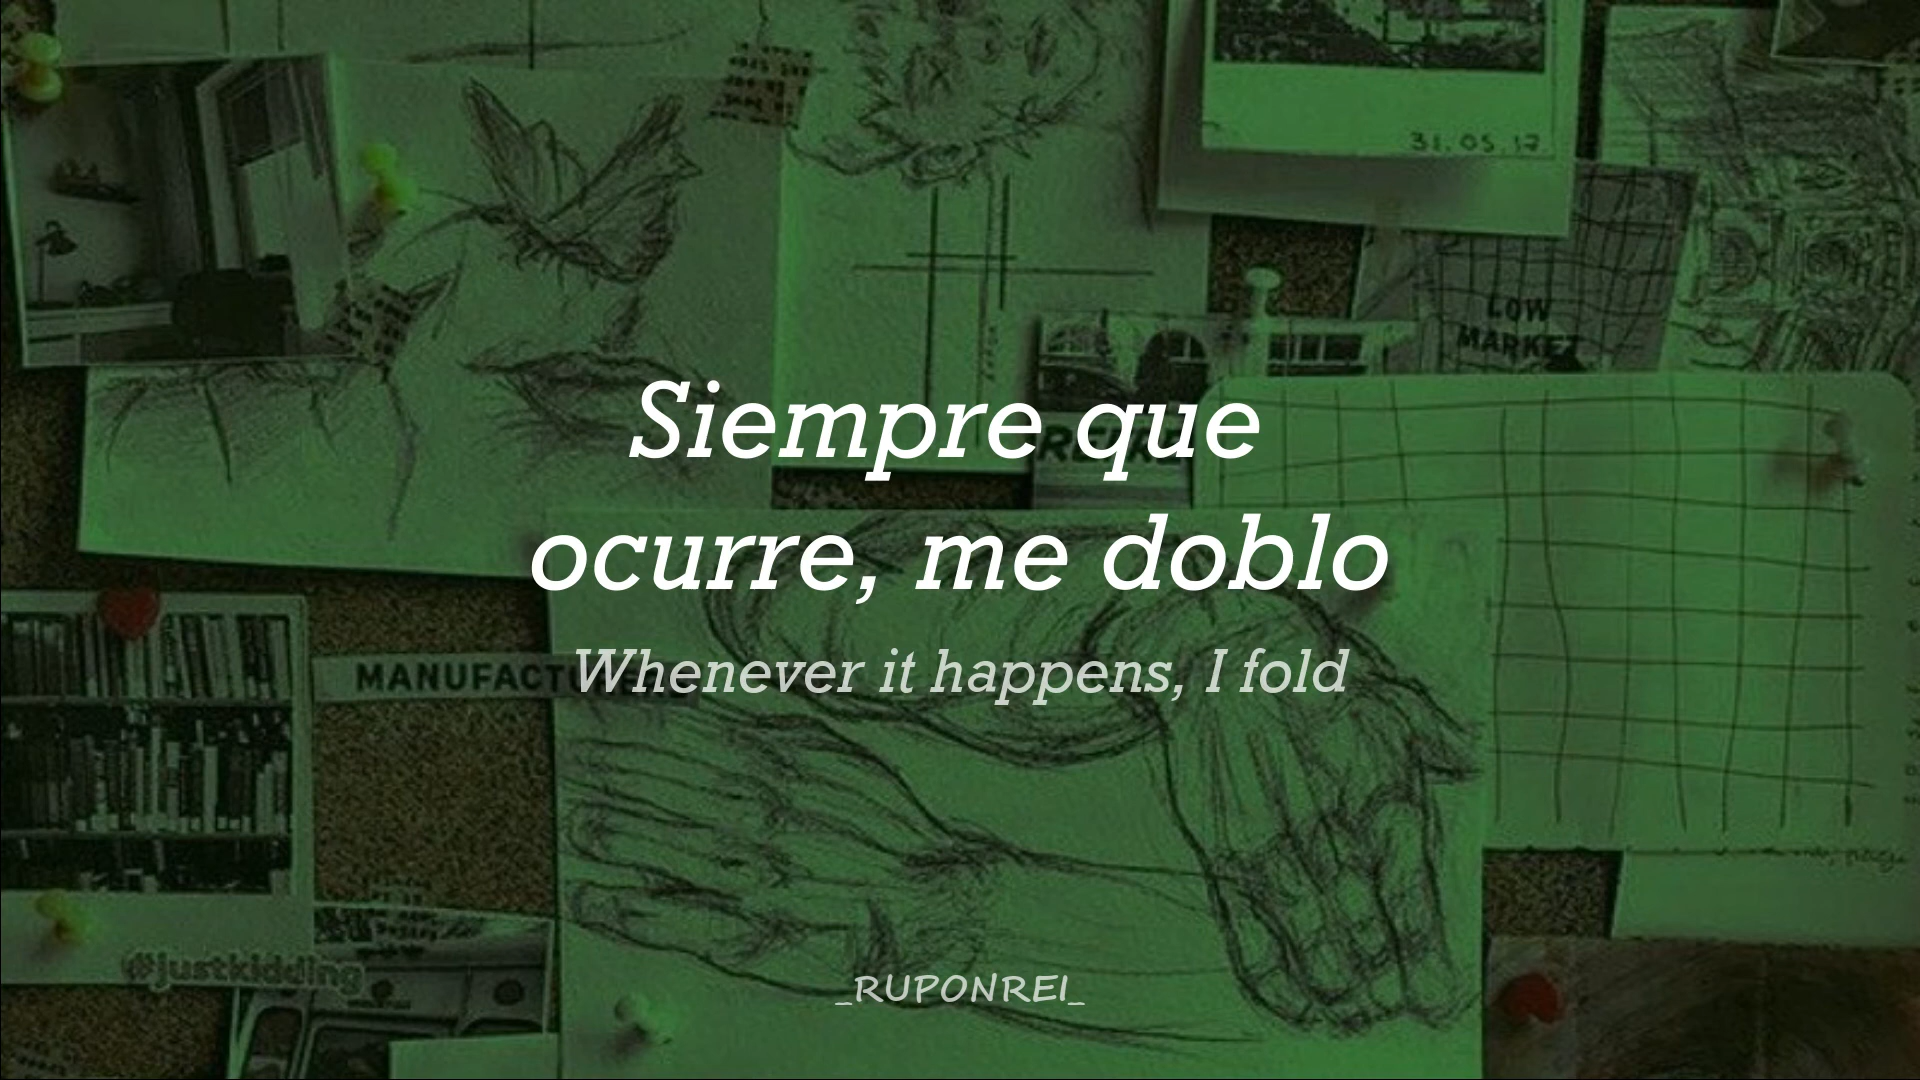 31.05.17
LOW
MARKET
Siempre que
ocurre, me doblo
MANUFACT
Whenever it happens, I fold
#justkidding
_RUPONREI_